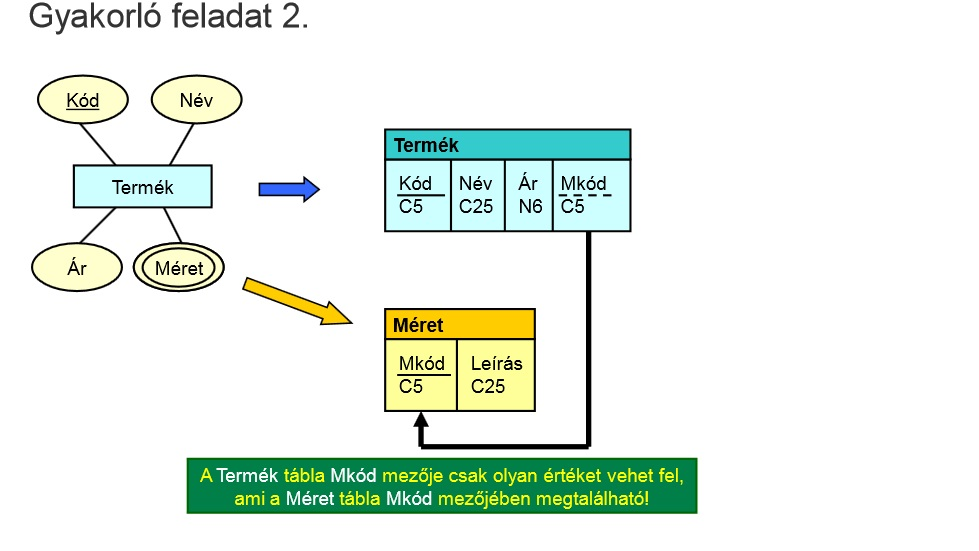 Gyakorló feladat 2.
Kód
Név
Termék
Ár
Méret
Termék
Kód Név Ár Mkód
C5 C25 N6 C5
Méret
Mkód Leírás
C5 C25
A Termék tábla Mkód mezője csak olyan értéket vehet fel,
ami a Méret tábla Mkód mezőjében megtalálható!